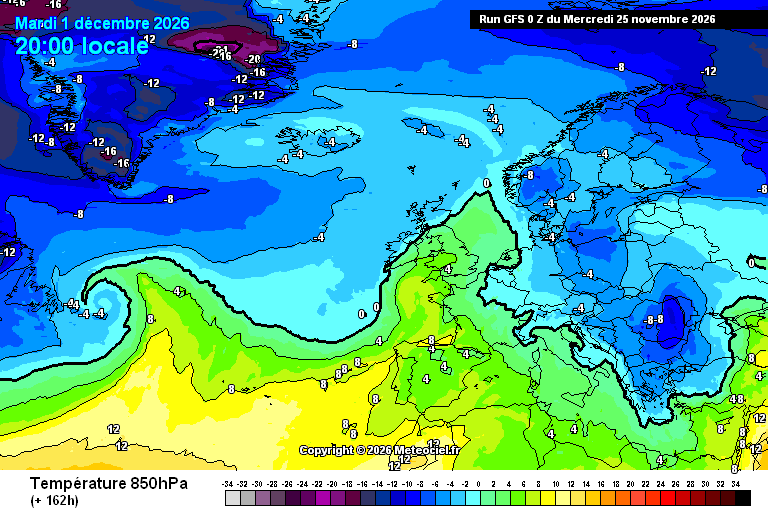 Mardi 1 décembre 2026
20:00 locale
Run GFS 0 Z du Mercredi 25 novembre 2026
Copyright © 2026 Meteociel.fr
Température 850hPa
(+ 162h)
-34 -32 -30 -28 -26 -24 -22 -20 -18 -16 -14 -12 -10 -8 -6 -4 -2 0 2 4 6 8 10 12 14 16 18 20 22 24 26 28 30 32 34